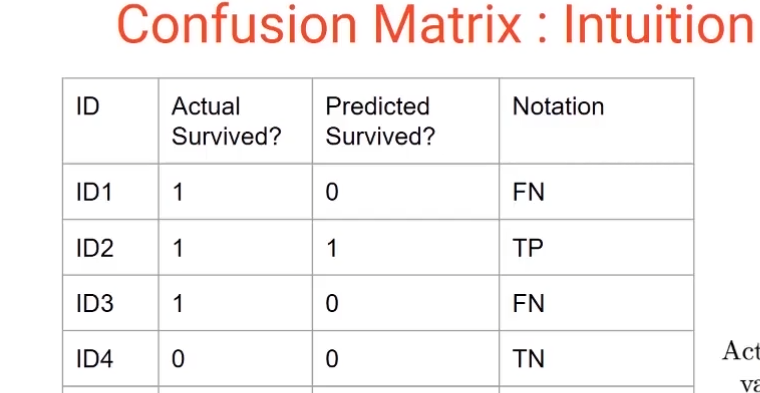 Confusion Matrix : Intuition
ID Actual Survived? Predicted Survived? Notation
ID1 1 0 FN
ID2 1 1 TP
ID3 1 0 FN
ID4 0 0 TN